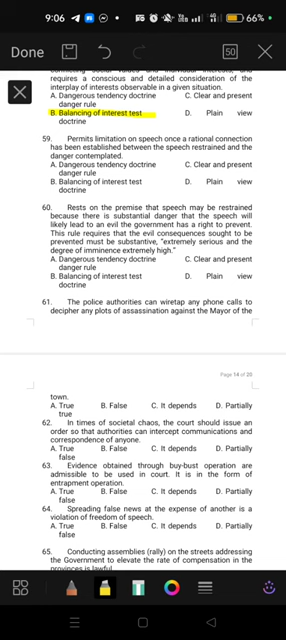 9:06
66%
Done
50
conflicting social values and individual interests, and
requires a conscious and detailed consideration of the
interplay of interests observable in a given situation.
A. Dangerous tendency doctrine C. Clear and present
danger rule
B. Balancing of interest test D. Plain view
doctrine
59. Permits limitation on speech once a rational connection
has been established between the speech restrained and the
danger contemplated.
A. Dangerous tendency doctrine C. Clear and present
danger rule
B. Balancing of interest test D. Plain view
doctrine
60. Rests on the premise that speech may be restrained
because there is substantial danger that the speech will
likely lead to an evil the government has a right to prevent.
This rule requires that the evil consequences sought to be
prevented must be substantive, "extremely serious and the
degree of imminence extremely high."
A. Dangerous tendency doctrine C. Clear and present
danger rule
B. Balancing of interest test D. Plain view
doctrine
61. The police authorities can wiretap any phone calls to
decipher any plots of assassination against the Mayor of the
Page 14 of 20
town.
A. True B. False C. It depends D. Partially
true
62. In times of societal chaos, the court should issue an
order so that authorities can intercept communications and
correspondence of anyone.
A. True B. False C. It depends D. Partially
false
63. Evidence obtained through buy-bust operation are
admissible to be used in court. It is in the form of
entrapment operation.
A. True B. False C. It depends D. Partially
false
64. Spreading false news at the expense of another is a
violation of freedom of speech.
A. True B. False C. It depends D. Partially
false
65. Conducting assemblies (rally) on the streets addressing
the Government to elevate the rate of compensation in the
provinces is lawful.